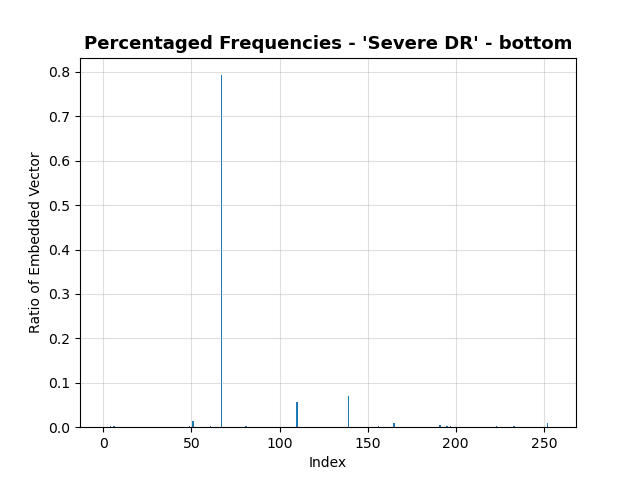 Percentaged Frequencies - 'Severe DR' - bottom
0.8
0.7
0.6
0.5
0.4
0.3
0.2
0.1
0.0
Ratio of Embedded Vector
0 50 100 150 200 250
Index